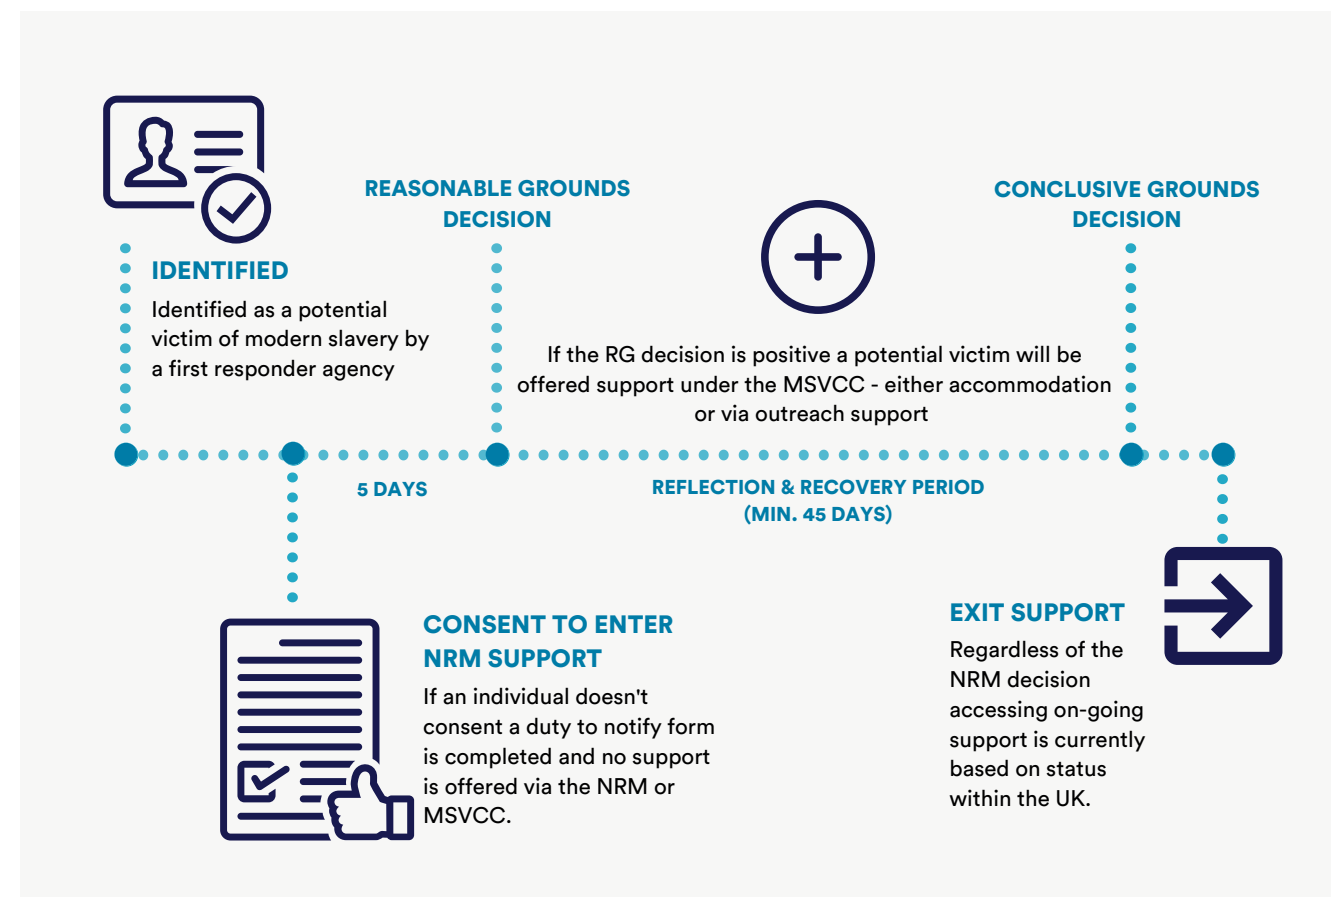 IDENTIFIED
Identified as a potential
victim of modern slavery by
a first responder agency
REASONABLE GROUNDS
DECISION
If the RG decision is positive a potential victim will be
offered support under the MSVCC - either accommodation
or via outreach support
CONCLUSIVE GROUNDS
DECISION
5 DAYS
REFLECTION & RECOVERY PERIOD
(MIN. 45 DAYS)
CONSENT TO ENTER
NRM SUPPORT
If an individual doesn't
consent a duty to notify form
is completed and no support
is offered via the NRM or
MSVCC.
EXIT SUPPORT
Regardless of the
NRM decision
accessing on-going
support is currently
based on status
within the UK.